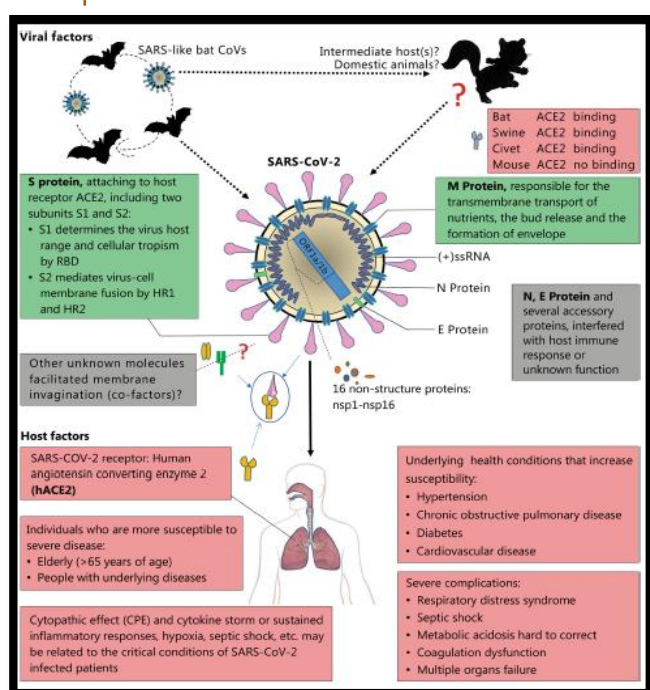 Viral factors
SARS-like bat CoVs
Intermediate host(s)?
Domestic animals?
?
Bat ACE2 binding
Swine ACE2 binding
Civet ACE2 binding
Mouse ACE2 no binding
SARS-CoV-2
S protein, attaching to host
receptor ACE2, including two
subunits S1 and S2:
• S1 determines the virus host
range and cellular tropism
by RBD
• S2 mediates virus-cell
membrane fusion by HR1
and HR2
M Protein, responsible for the
transmembrane transport of
nutrients, the bud release and the
formation of envelope
ORF1a/1b
(+)ssRNA
N Protein
E Protein
N, E Protein and
several accessory
proteins, interfered
with host immune
response or
unknown function
Other unknown molecules
facilitated membrane
invagination (co-factors)?
?
16 non-structure proteins:
nsp1-nsp16
Host factors
SARS-COV-2 receptor: Human
angiotensin converting enzyme 2
(hACE2)
Individuals who are more susceptible to
severe disease:
• Elderly (>65 years of age)
• People with underlying diseases
Cytopathic effect (CPE) and cytokine storm or sustained
inflammatory responses, hypoxia, septic shock, etc. may
be related to the critical conditions of SARS-CoV-2
infected patients
Underlying health conditions that increase
susceptibility:
• Hypertension
• Chronic obstructive pulmonary disease
• Diabetes
• Cardiovascular disease
Severe complications:
• Respiratory distress syndrome
• Septic shock
• Metabolic acidosis hard to correct
• Coagulation dysfunction
• Multiple organs failure